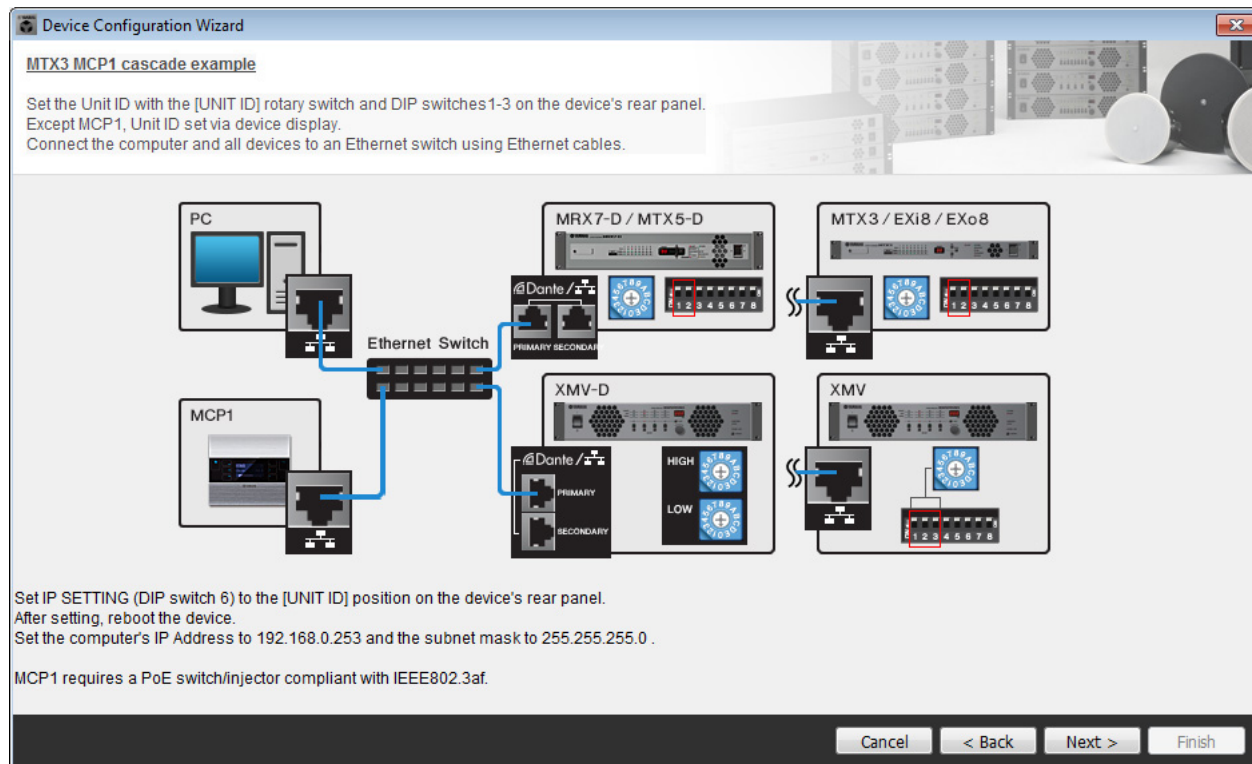 Device Configuration Wizard
MTX3 MCP1 cascade example
Set the Unit ID with the [UNIT ID] rotary switch and DIP switches1-3 on the device's rear panel.
Except MCP1, Unit ID set via device display.
Connect the computer and all devices to an Ethernet switch using Ethernet cables.
PC
MRX7-D / MTX5-D
MTX3 / EXi8 / EXo8
Dante /
1 2 3 4 5 6 7 8
1 2 3 4 5 6 7 8
PRIMARY SECONDARY
Ethernet Switch
MCP1
XMV-D
XMV
Dante /
HIGH
PRIMARY
LOW
SECONDARY
1 2 3 4 5 6 7 8
Set IP SETTING (DIP switch 6) to the [UNIT ID] position on the device's rear panel.
After setting, reboot the device.
Set the computer's IP Address to 192.168.0.253 and the subnet mask to 255.255.255.0 .
MCP1 requires a PoE switch/injector compliant with IEEE802.3af.
Cancel
< Back
Next >
Finish